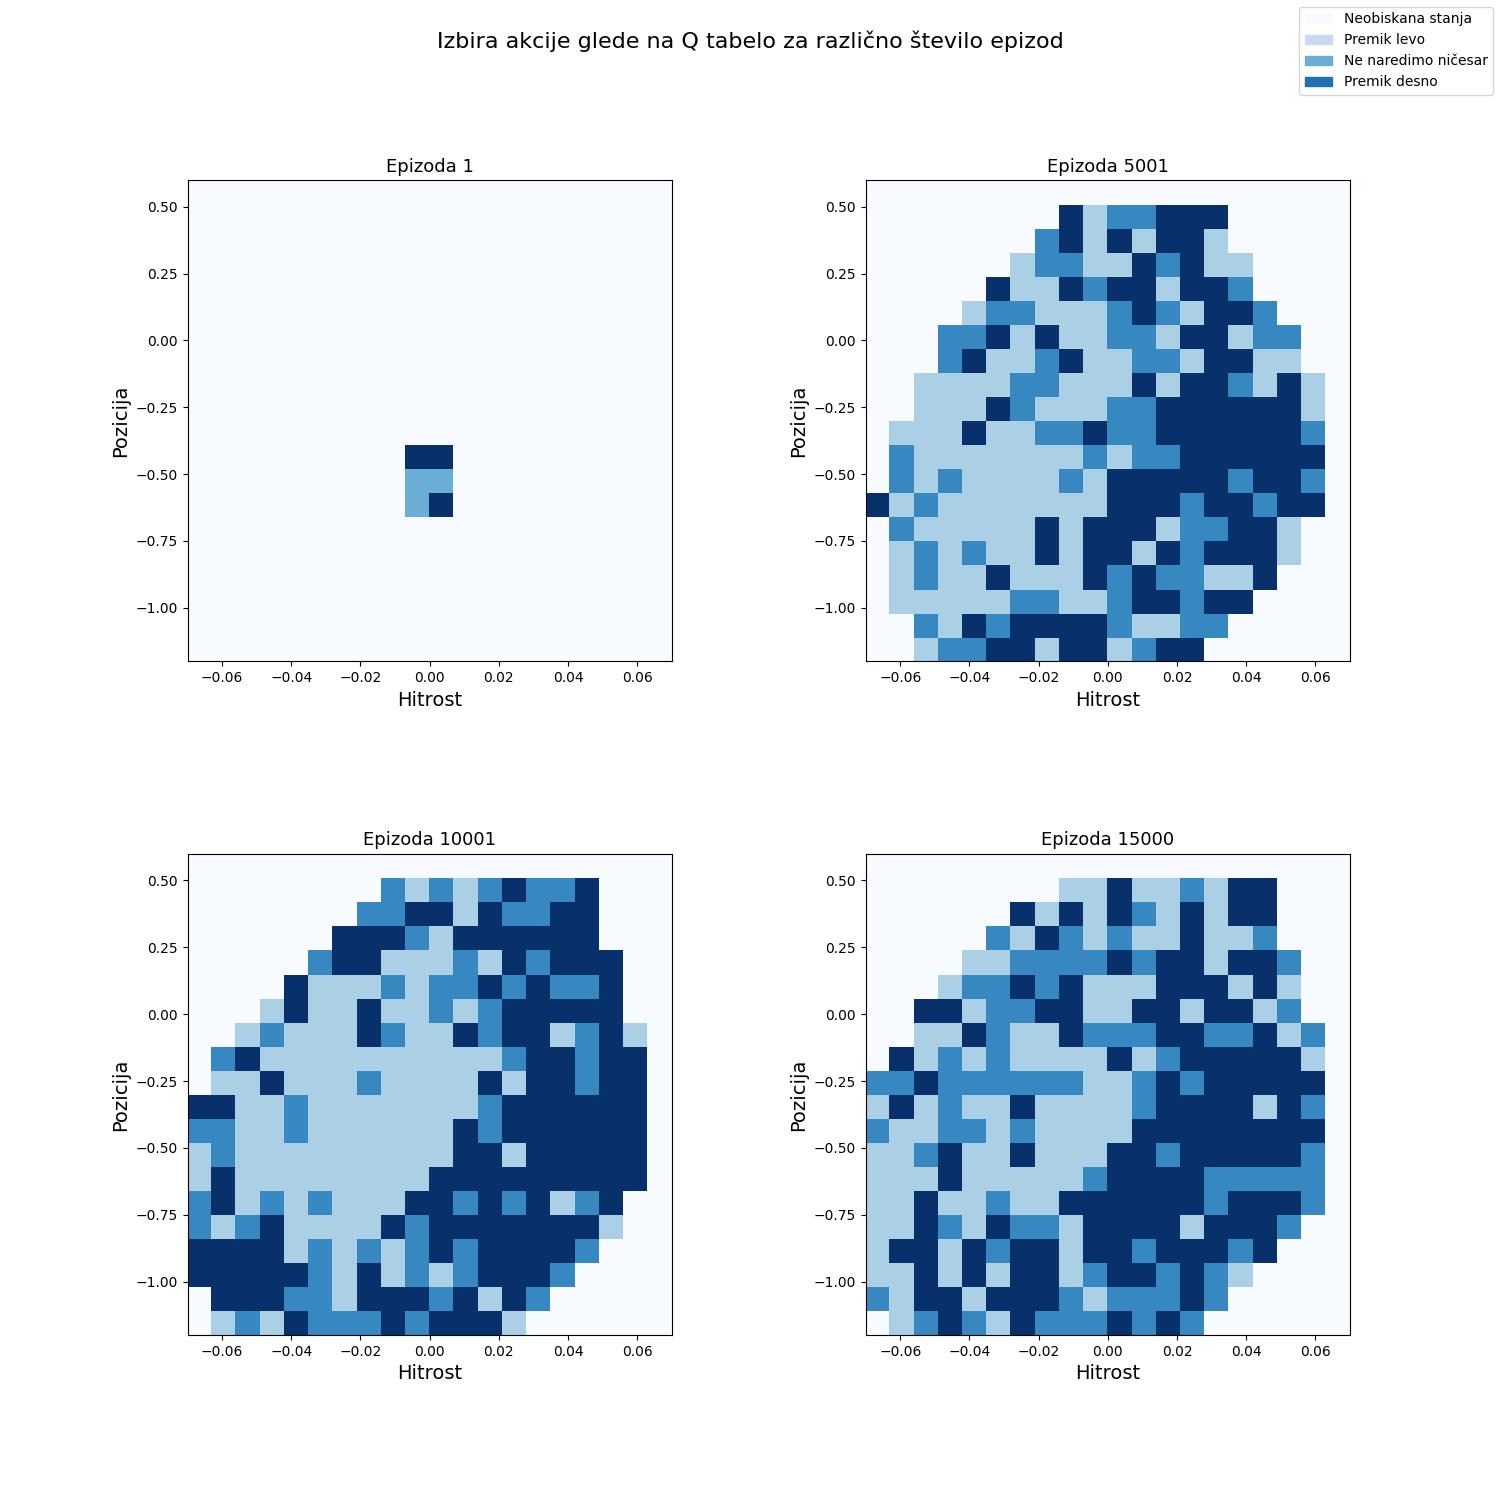 Izbira akcije glede na Q tabelo za različno število epizod
Neobiskana stanja
Premik levo
Ne naredimo ničesar
Premik desno
Epizoda 1
0.50
0.25
0.00
−0.25
−0.50
−0.75
−1.00
Pozicija
−0.06 −0.04 −0.02 0.00 0.02 0.04 0.06
Hitrost
Epizoda 5001
0.50
0.25
0.00
−0.25
−0.50
−0.75
−1.00
Pozicija
−0.06 −0.04 −0.02 0.00 0.02 0.04 0.06
Hitrost
Epizoda 10001
0.50
0.25
0.00
−0.25
−0.50
−0.75
−1.00
Pozicija
−0.06 −0.04 −0.02 0.00 0.02 0.04 0.06
Hitrost
Epizoda 15000
0.50
0.25
0.00
−0.25
−0.50
−0.75
−1.00
Pozicija
−0.06 −0.04 −0.02 0.00 0.02 0.04 0.06
Hitrost